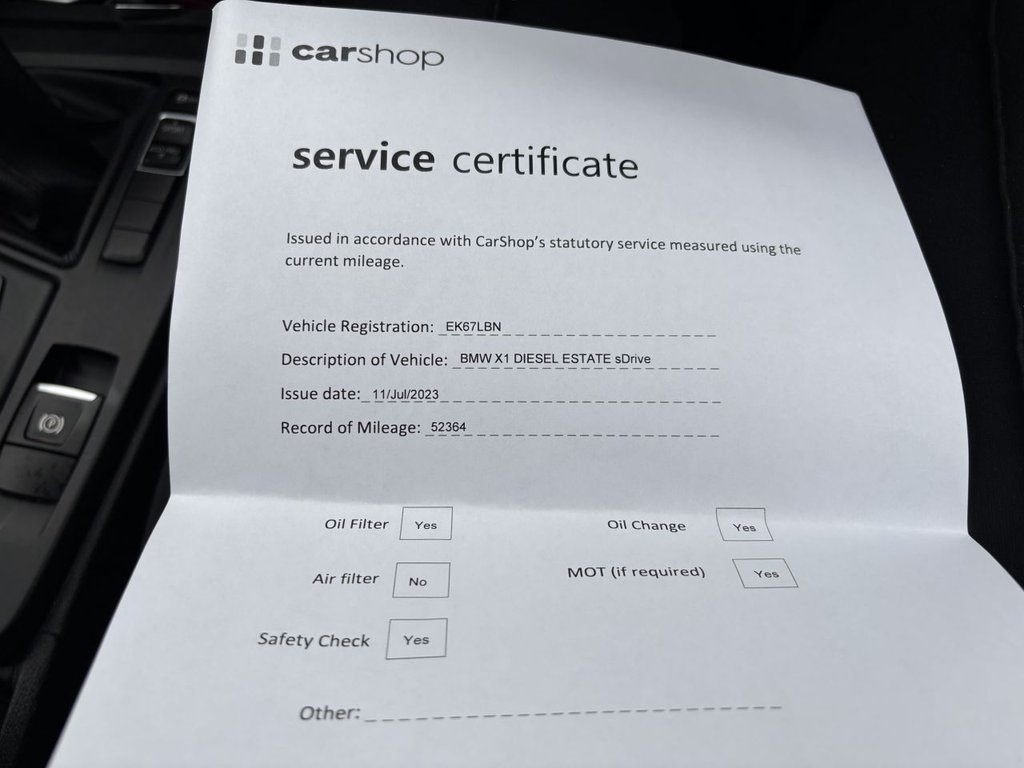 carshop
service certificate
Issued in accordance with CarShop's statutory service measured using the
current mileage.
Vehicle Registration: EK67LBN
Description of Vehicle: BMW X1 DIESEL ESTATE sDrive
Issue date: 11/Jul/2023
Record of Mileage: 52364
Oil Filter Yes Oil Change Yes
Air filter No MOT (if required) Yes
Safety Check Yes
Other: